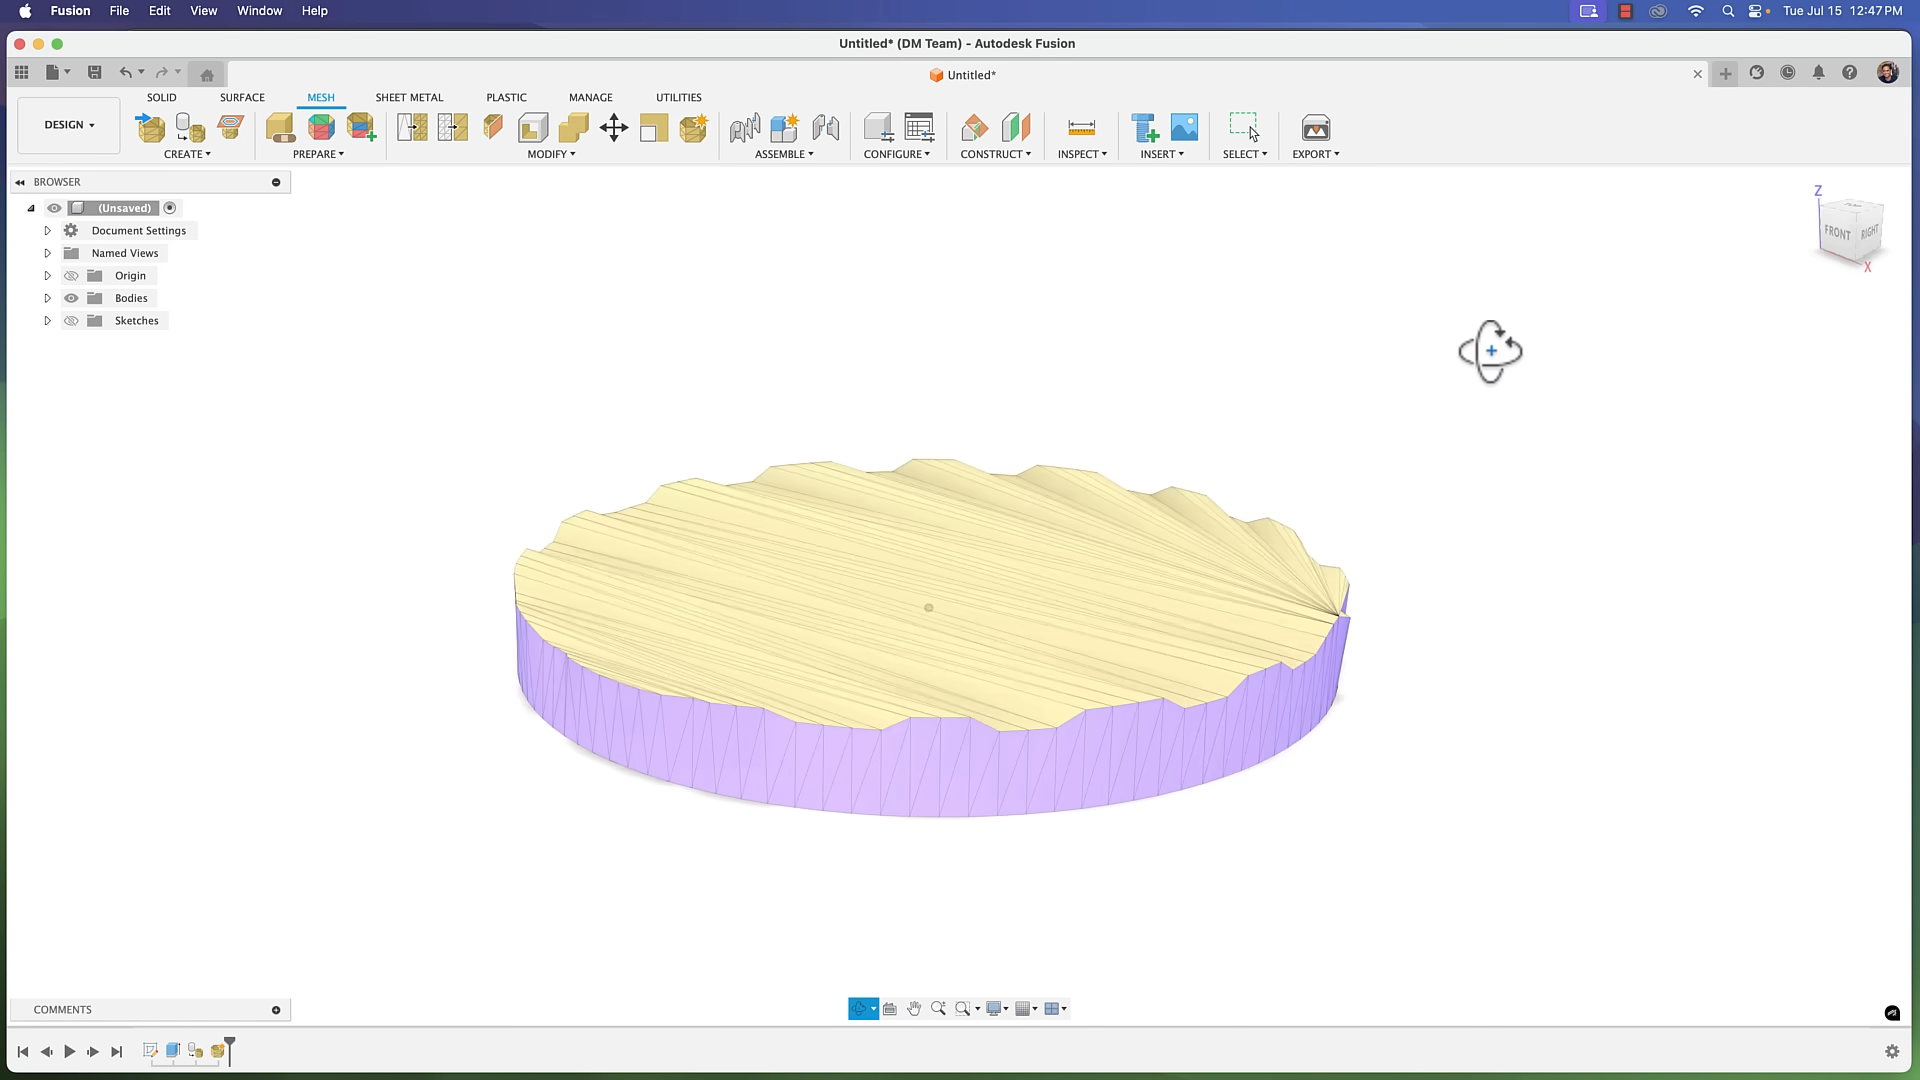 Fusion File Edit View Window Help Tue Jul 15 12:47 PM
Untitled* (DM Team) - Autodesk Fusion
Untitled*
SOLID SURFACE MESH SHEET METAL PLASTIC MANAGE UTILITIES
DESIGN
CREATE PREPARE MODIFY ASSEMBLE CONFIGURE CONSTRUCT INSPECT INSERT SELECT EXPORT
BROWSER
(Unsaved)
Document Settings
Named Views
Origin
Bodies
Sketches
Z
TOP
FRONT RIGHT
X
COMMENTS